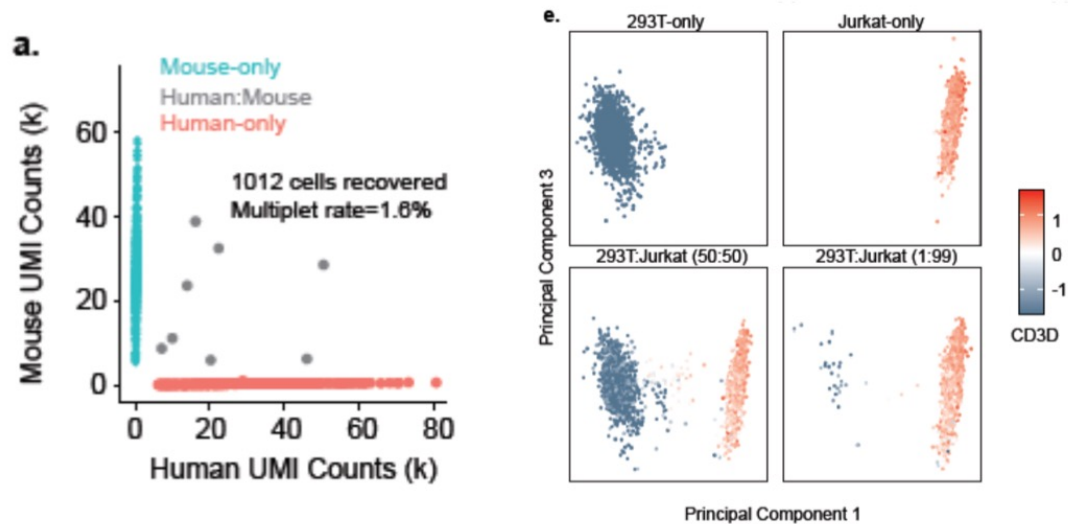 a.
Mouse-only
Human:Mouse
Human-only
1012 cells recovered
Multiplet rate=1.6%
Mouse UMI Counts (k)
60
40
20
0
0 20 40 60 80
Human UMI Counts (k)
e.
293T-only Jurkat-only
293T:Jurkat (50:50) 293T:Jurkat (1:99)
Principal Component 3
Principal Component 1
1
0
-1
CD3D